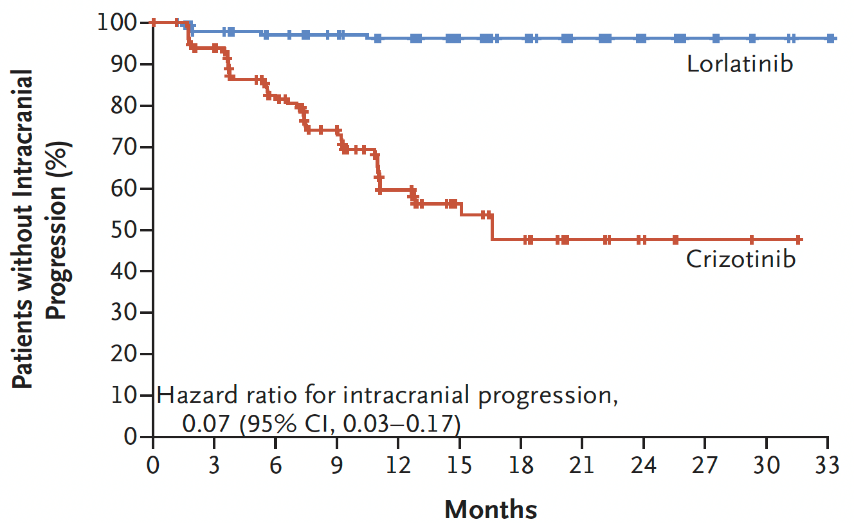 Patients without Intracranial
Progression (%)
100
90
80
70
60
50
40
30
20
10
0
Lorlatinib
Crizotinib
Hazard ratio for intracranial progression,
0.07 (95% CI, 0.03–0.17)
0 3 6 9 12 15 18 21 24 27 30 33
Months